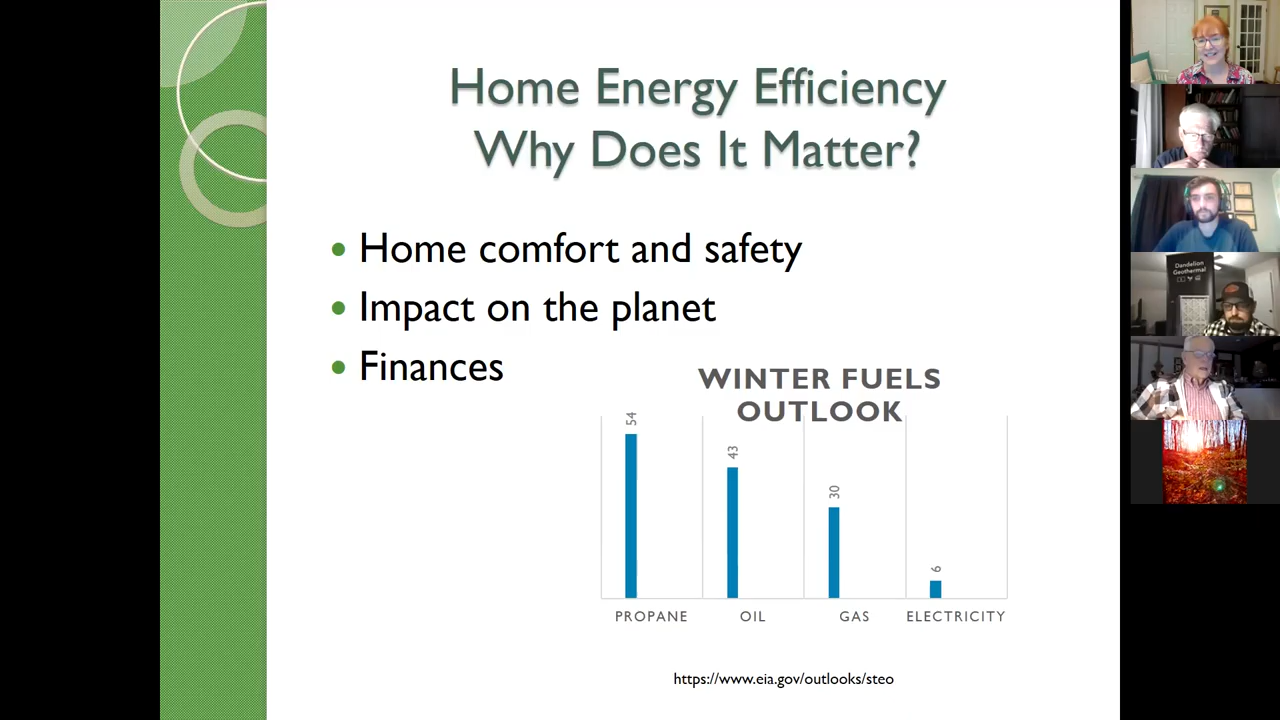 Home Energy Efficiency
Why Does It Matter?
• Home comfort and safety
• Impact on the planet
• Finances
WINTER FUELS
OUTLOOK
54
43
30
6
PROPANE OIL GAS ELECTRICITY
https://www.eia.gov/outlooks/steo
Dandelion
Geothermal